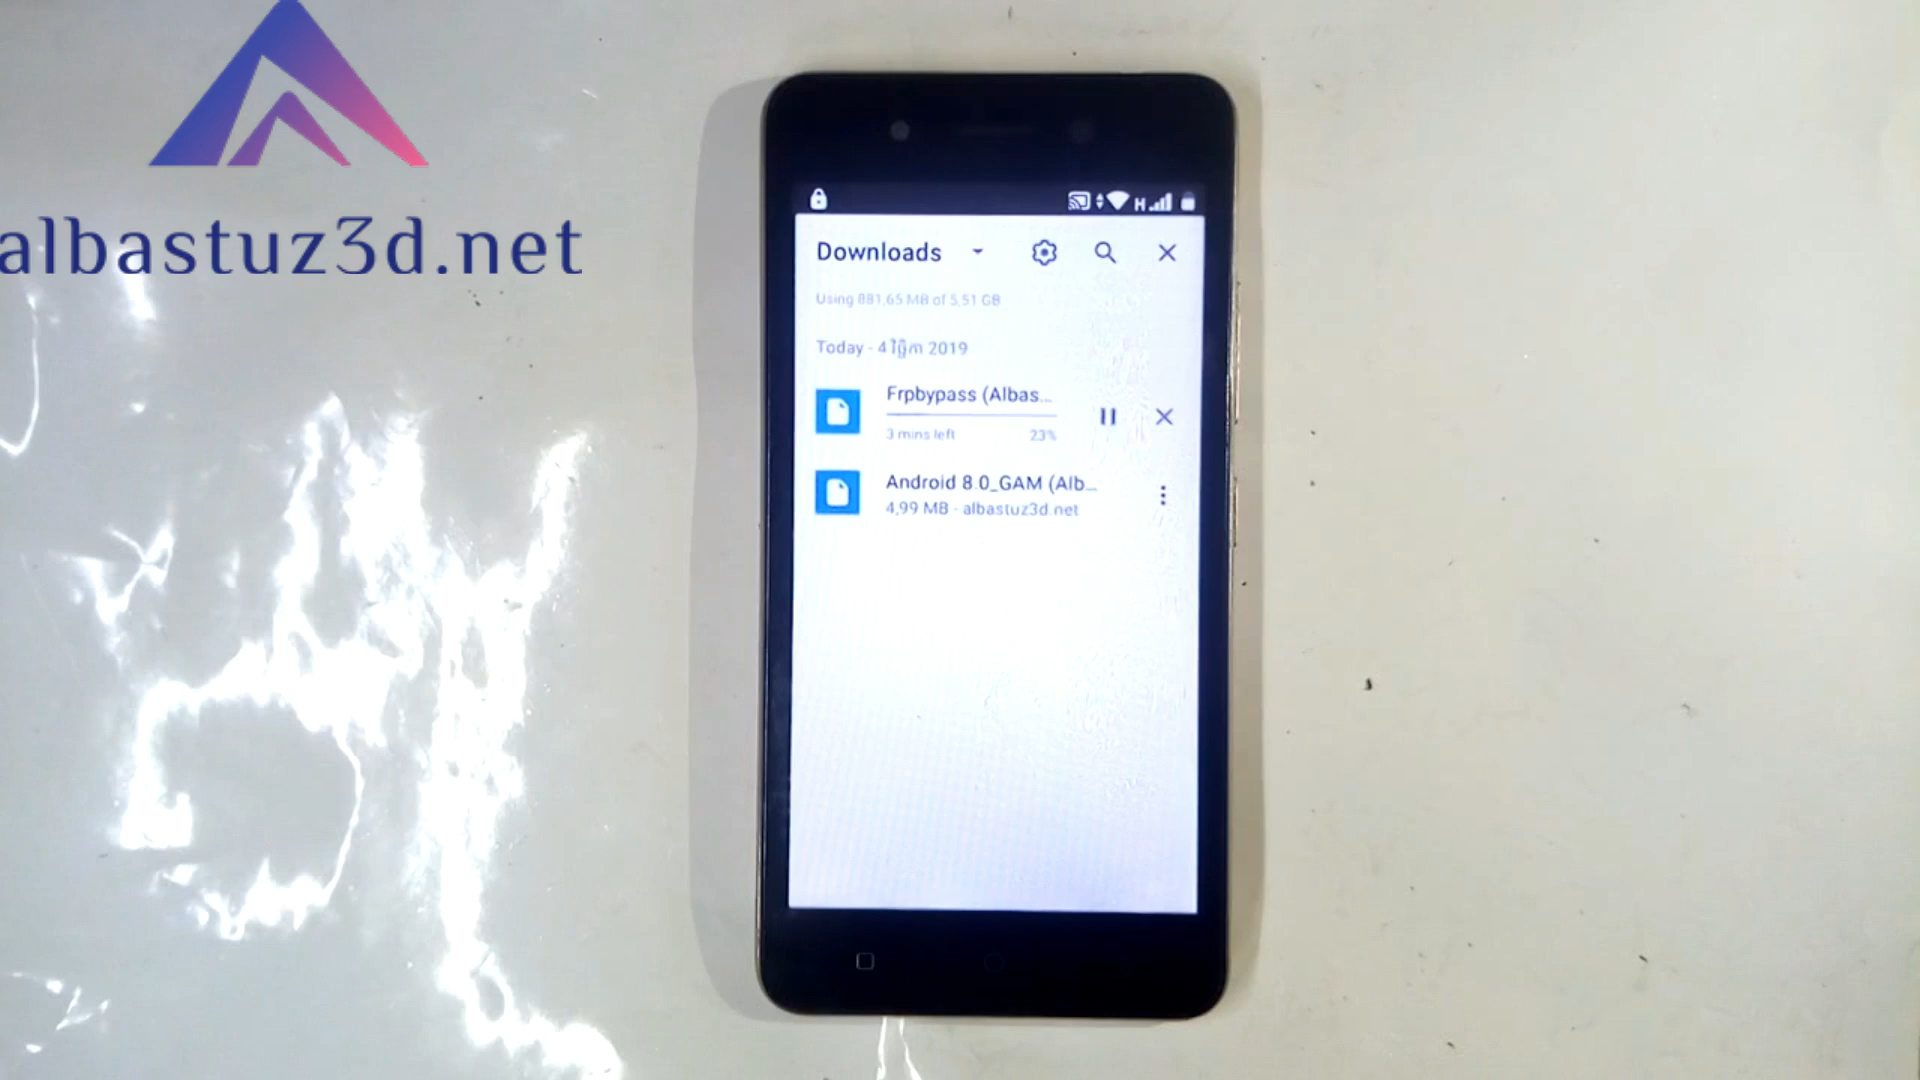 albastuz3d.net
H
Downloads
Using 881,65 MB of 5,51 GB
Today - 4 វិច្ឆិកា 2019
Frpbypass (Albas...
3 mins left 23%
Android 8.0_GAM (Alb...
4,99 MB - albastuz3d.net